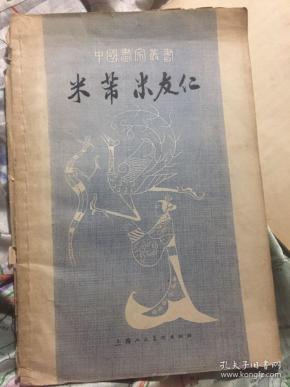 中國畫家叢書
米芾 米友仁
上海人民美术出版社
孔夫子旧书网